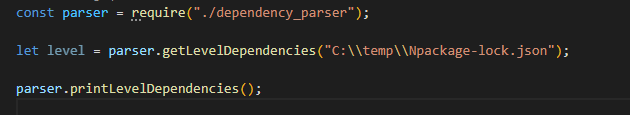 const parser = require("./dependency_parser");
let level = parser.getLevelDependencies("C:\\temp\\Npackage-lock.json");
parser.printLevelDependencies();